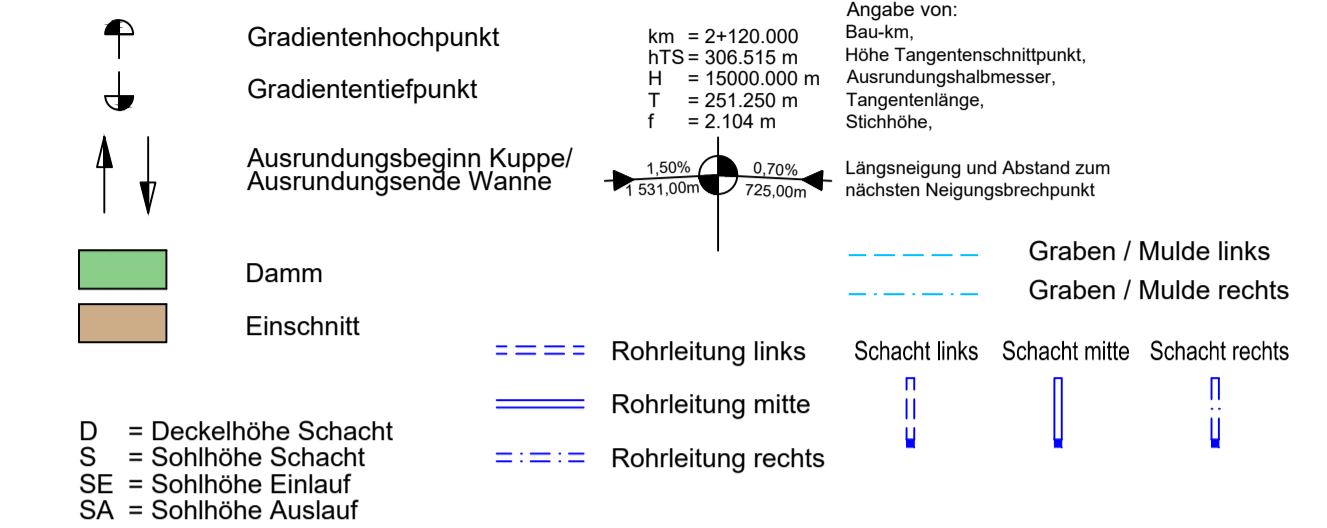 Gradientenhochpunkt
Gradiententiefpunkt
Ausrundungsbeginn Kuppe/
Ausrundungsende Wanne
Damm
Einschnitt
D = Deckelhöhe Schacht
S = Sohlhöhe Schacht
SE = Sohlhöhe Einlauf
SA = Sohlhöhe Auslauf
km = 2+120.000
hTS = 306.515 m
H = 15000.000 m
T = 251.250 m
f = 2.104 m
Angabe von:
Bau-km,
Höhe Tangentenschnittpunkt,
Ausrundungshalbmesser,
Tangentenlänge,
Stichhöhe,
1,50% 0,70%
1 531,00m 725,00m
Längsneigung und Abstand zum
nächsten Neigungsbrechpunkt
Graben / Mulde links
Graben / Mulde rechts
Rohrleitung links
Rohrleitung mitte
Rohrleitung rechts
Schacht links Schacht mitte Schacht rechts